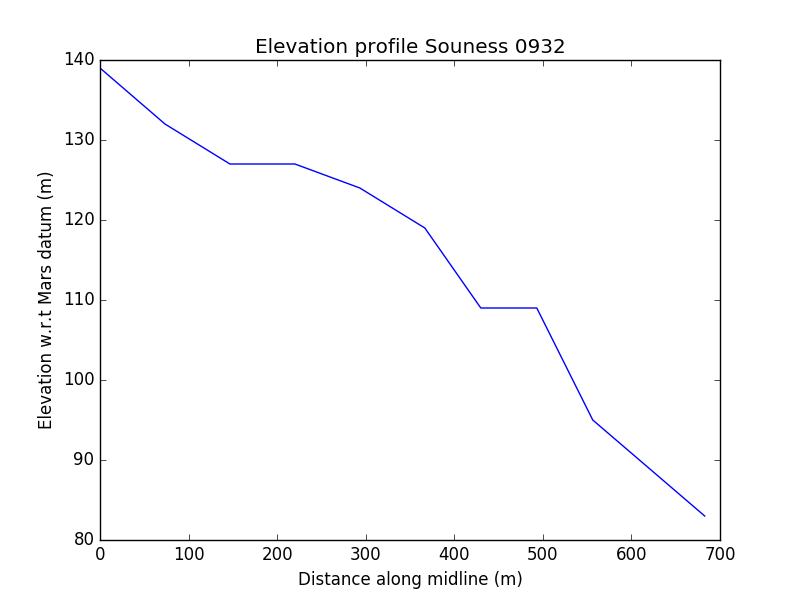 Elevation profile Souness 0932
140
130
120
110
100
90
80
Elevation w.r.t Mars datum (m)
0 100 200 300 400 500 600 700
Distance along midline (m)